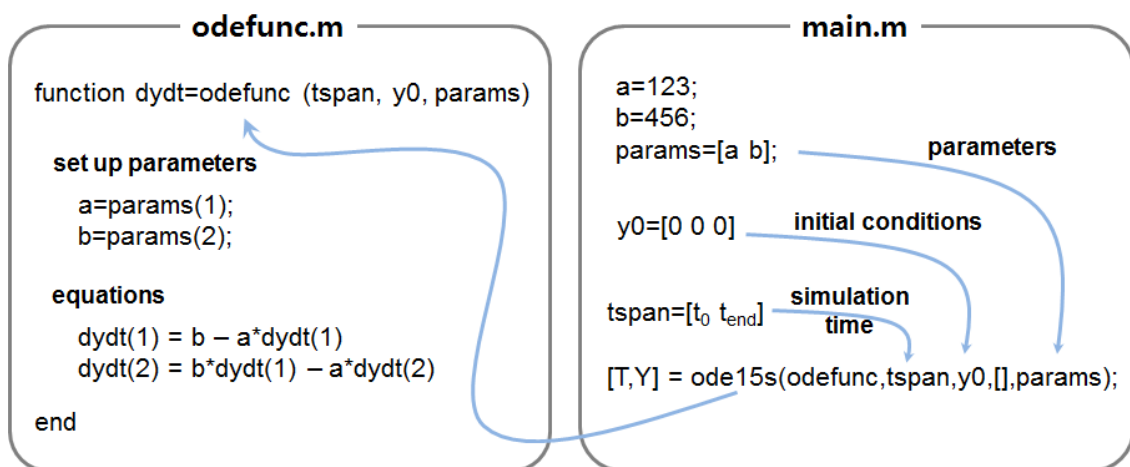 odefunc.m
function dydt=odefunc (tspan, y0, params)
set up parameters
a=params(1);
b=params(2);
equations
dydt(1) = b – a*dydt(1)
dydt(2) = b*dydt(1) – a*dydt(2)
end
main.m
a=123;
b=456;
params=[a b];
parameters
y0=[0 0 0]
initial conditions
tspan=[t₀ tₑₙd]
simulation
time
[T,Y] = ode15s(odefunc,tspan,y0,[],params);